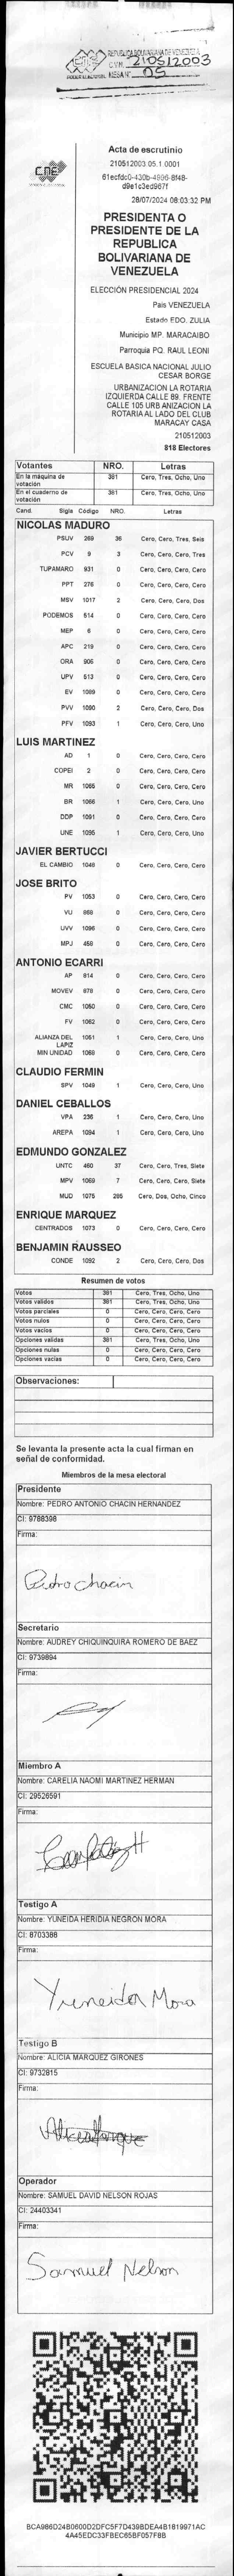 REPUBLICA BOLIVARIANA DE VENEZUELA
C.V.N. 210512003
MESA N° 05
CNE
Acta de escrutinio
210512003.05.1.0001
28/07/2024 08:03:32 PM
PRESIDENTA O
PRESIDENTE DE LA
REPUBLICA
BOLIVARIANA DE
VENEZUELA
ELECCIÓN PRESIDENCIAL 2024
Pais VENEZUELA
Estado EDO. ZULIA
Municipio MP. MARACAIBO
Parroquia PQ. RAUL LEONI
ESCUELA BASICA NACIONAL JULIO
CESAR BORGE
URBANIZACION LA ROTARIA
IZQUIERDA CALLE 89. FRENTE
CALLE 105 URB ANIZACION LA
ROTARIA AL LADO DEL CLUB
MARACAY CASA
210512003
818 Electores
Votantes NRO. Letras
En la máquina de votación 381 Cero, Tres, Ocho, Uno
En el cuaderno de votación 381 Cero, Tres, Ocho, Uno
Cand. Sigla Código NRO. Letras
NICOLAS MADURO
PSUV 269 36 Cero, Cero, Tres, Seis
PCV 9 3 Cero, Cero, Cero, Tres
TUPAMARO 931 0 Cero, Cero, Cero, Cero
PPT 276 0 Cero, Cero, Cero, Cero
MSV 1017 2 Cero, Cero, Cero, Dos
PODEMOS 514 0 Cero, Cero, Cero, Cero
MEP 6 0 Cero, Cero, Cero, Cero
APC 219 0 Cero, Cero, Cero, Cero
ORA 906 0 Cero, Cero, Cero, Cero
UPV 513 0 Cero, Cero, Cero, Cero
EV 1089 0 Cero, Cero, Cero, Cero
PVV 1090 2 Cero, Cero, Cero, Dos
PFV 1093 1 Cero, Cero, Cero, Uno
LUIS MARTINEZ
AD 1 0 Cero, Cero, Cero, Cero
COPEI 2 0 Cero, Cero, Cero, Cero
MR 1065 0 Cero, Cero, Cero, Cero
BR 1066 1 Cero, Cero, Cero, Uno
DDP 1091 0 Cero, Cero, Cero, Cero
UNE 1095 1 Cero, Cero, Cero, Uno
JAVIER BERTUCCI
EL CAMBIO 1048 0 Cero, Cero, Cero, Cero
JOSE BRITO
PV 1053 0 Cero, Cero, Cero, Cero
VU 868 0 Cero, Cero, Cero, Cero
UVV 1096 0 Cero, Cero, Cero, Cero
MPJ 458 0 Cero, Cero, Cero, Cero
ANTONIO ECARRI
AP 814 0 Cero, Cero, Cero, Cero
MOVEV 878 0 Cero, Cero, Cero, Cero
CMC 1050 0 Cero, Cero, Cero, Cero
FV 1062 0 Cero, Cero, Cero, Cero
ALIANZA DEL LAPIZ 1051 1 Cero, Cero, Cero, Uno
MIN UNIDAD 1068 0 Cero, Cero, Cero, Cero
CLAUDIO FERMIN
SPV 1049 1 Cero, Cero, Cero, Uno
DANIEL CEBALLOS
VPA 236 1 Cero, Cero, Cero, Uno
AREPA 1094 1 Cero, Cero, Cero, Uno
EDMUNDO GONZALEZ
UNTC 460 37 Cero, Cero, Tres, Siete
MPV 1069 7 Cero, Cero, Cero, Siete
MUD 1075 285 Cero, Dos, Ocho, Cinco
ENRIQUE MARQUEZ
CENTRADOS 1073 0 Cero, Cero, Cero, Cero
BENJAMIN RAUSSEO
CONDE 1092 2 Cero, Cero, Cero, Dos
Resumen de votos
Votos 381 Cero, Tres, Ocho, Uno
Votos validos 381 Cero, Tres, Ocho, Uno
Votos parciales 0 Cero, Cero, Cero, Cero
Votos nulos 0 Cero, Cero, Cero, Cero
Votos vacios 0 Cero, Cero, Cero, Cero
Opciones validas 381 Cero, Tres, Ocho, Uno
Opciones nulas 0 Cero, Cero, Cero, Cero
Opciones vacias 0 Cero, Cero, Cero, Cero
Observaciones:
Se levanta la presente acta la cual firman en
señal de conformidad.
Miembros de la mesa electoral
Presidente
Nombre: PEDRO ANTONIO CHACIN HERNANDEZ
CI: 9788398
Firma:
Pedro chacin
Secretario
Nombre: AUDREY CHIQUINQUIRA ROMERO DE BAEZ
CI: 9739894
Firma:
Miembro A
Nombre: CARELIA NAOMI MARTINEZ HERMAN
CI: 29526591
Firma:
Testigo A
Nombre: YUNEIDA HERIDIA NEGRON MORA
CI: 8703388
Firma:
Yuneida Mora
Testigo B
Nombre: ALICIA MARQUEZ GIRONES
CI: 9732815
Firma:
Operador
Nombre: SAMUEL DAVID NELSON ROJAS
CI: 24403341
Firma:
Samuel Nelson
BCA986D24B0600D2DFC5F7D439BDEA4B1819971AC
4A45EDC33FBEC65BF057F8B